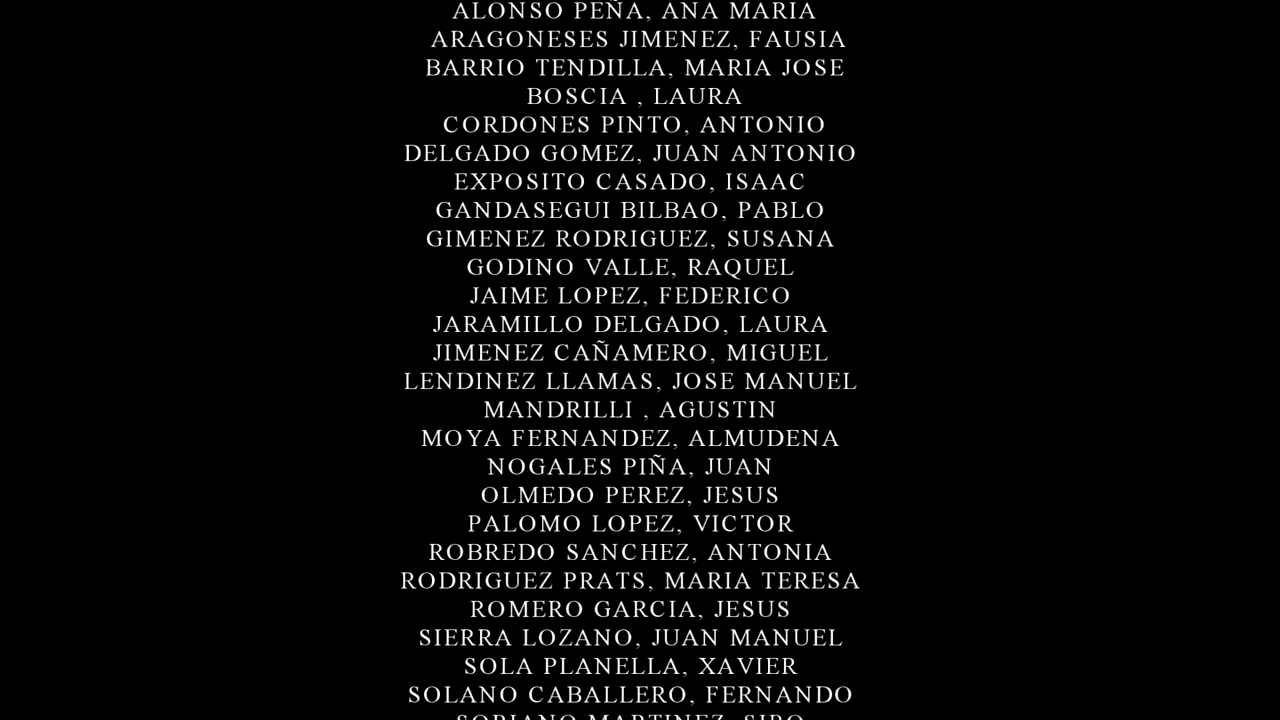 ALONSO PEÑA, ANA MARIA
ARAGONESES JIMENEZ, FAUSIA
BARRIO TENDILLA, MARIA JOSE
BOSCIA , LAURA
CORDONES PINTO, ANTONIO
DELGADO GOMEZ, JUAN ANTONIO
EXPOSITO CASADO, ISAAC
GANDASEGUI BILBAO, PABLO
GIMENEZ RODRIGUEZ, SUSANA
GODINO VALLE, RAQUEL
JAIME LOPEZ, FEDERICO
JARAMILLO DELGADO, LAURA
JIMENEZ CAÑAMERO, MIGUEL
LENDINEZ LLAMAS, JOSE MANUEL
MANDRILLI , AGUSTIN
MOYA FERNANDEZ, ALMUDENA
NOGALES PIÑA, JUAN
OLMEDO PEREZ, JESUS
PALOMO LOPEZ, VICTOR
ROBREDO SANCHEZ, ANTONIA
RODRIGUEZ PRATS, MARIA TERESA
ROMERO GARCIA, JESUS
SIERRA LOZANO, JUAN MANUEL
SOLA PLANELLA, XAVIER
SOLANO CABALLERO, FERNANDO
SORIANO MARTINEZ,